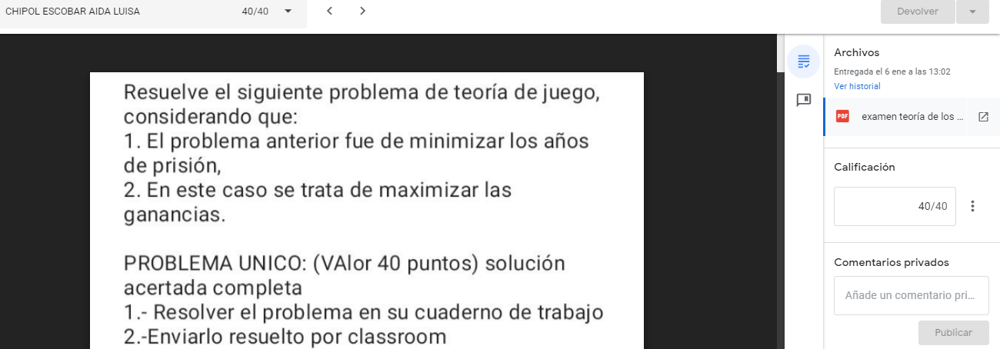 CHIPOL ESCOBAR AIDA LUISA 40/40
Devolver
Resuelve el siguiente problema de teoría de juego,
considerando que:
1. El problema anterior fue de minimizar los años
de prisión,
2. En este caso se trata de maximizar las
ganancias.
PROBLEMA UNICO: (VAlor 40 puntos) solución
acertada completa
1.- Resolver el problema en su cuaderno de trabajo
2.-Enviarlo resuelto por classroom
Archivos
Entregada el 6 ene a las 13:02
Ver historial
PDF examen teoría de los ...
Calificación
40/40
Comentarios privados
Añade un comentario pri...
Publicar